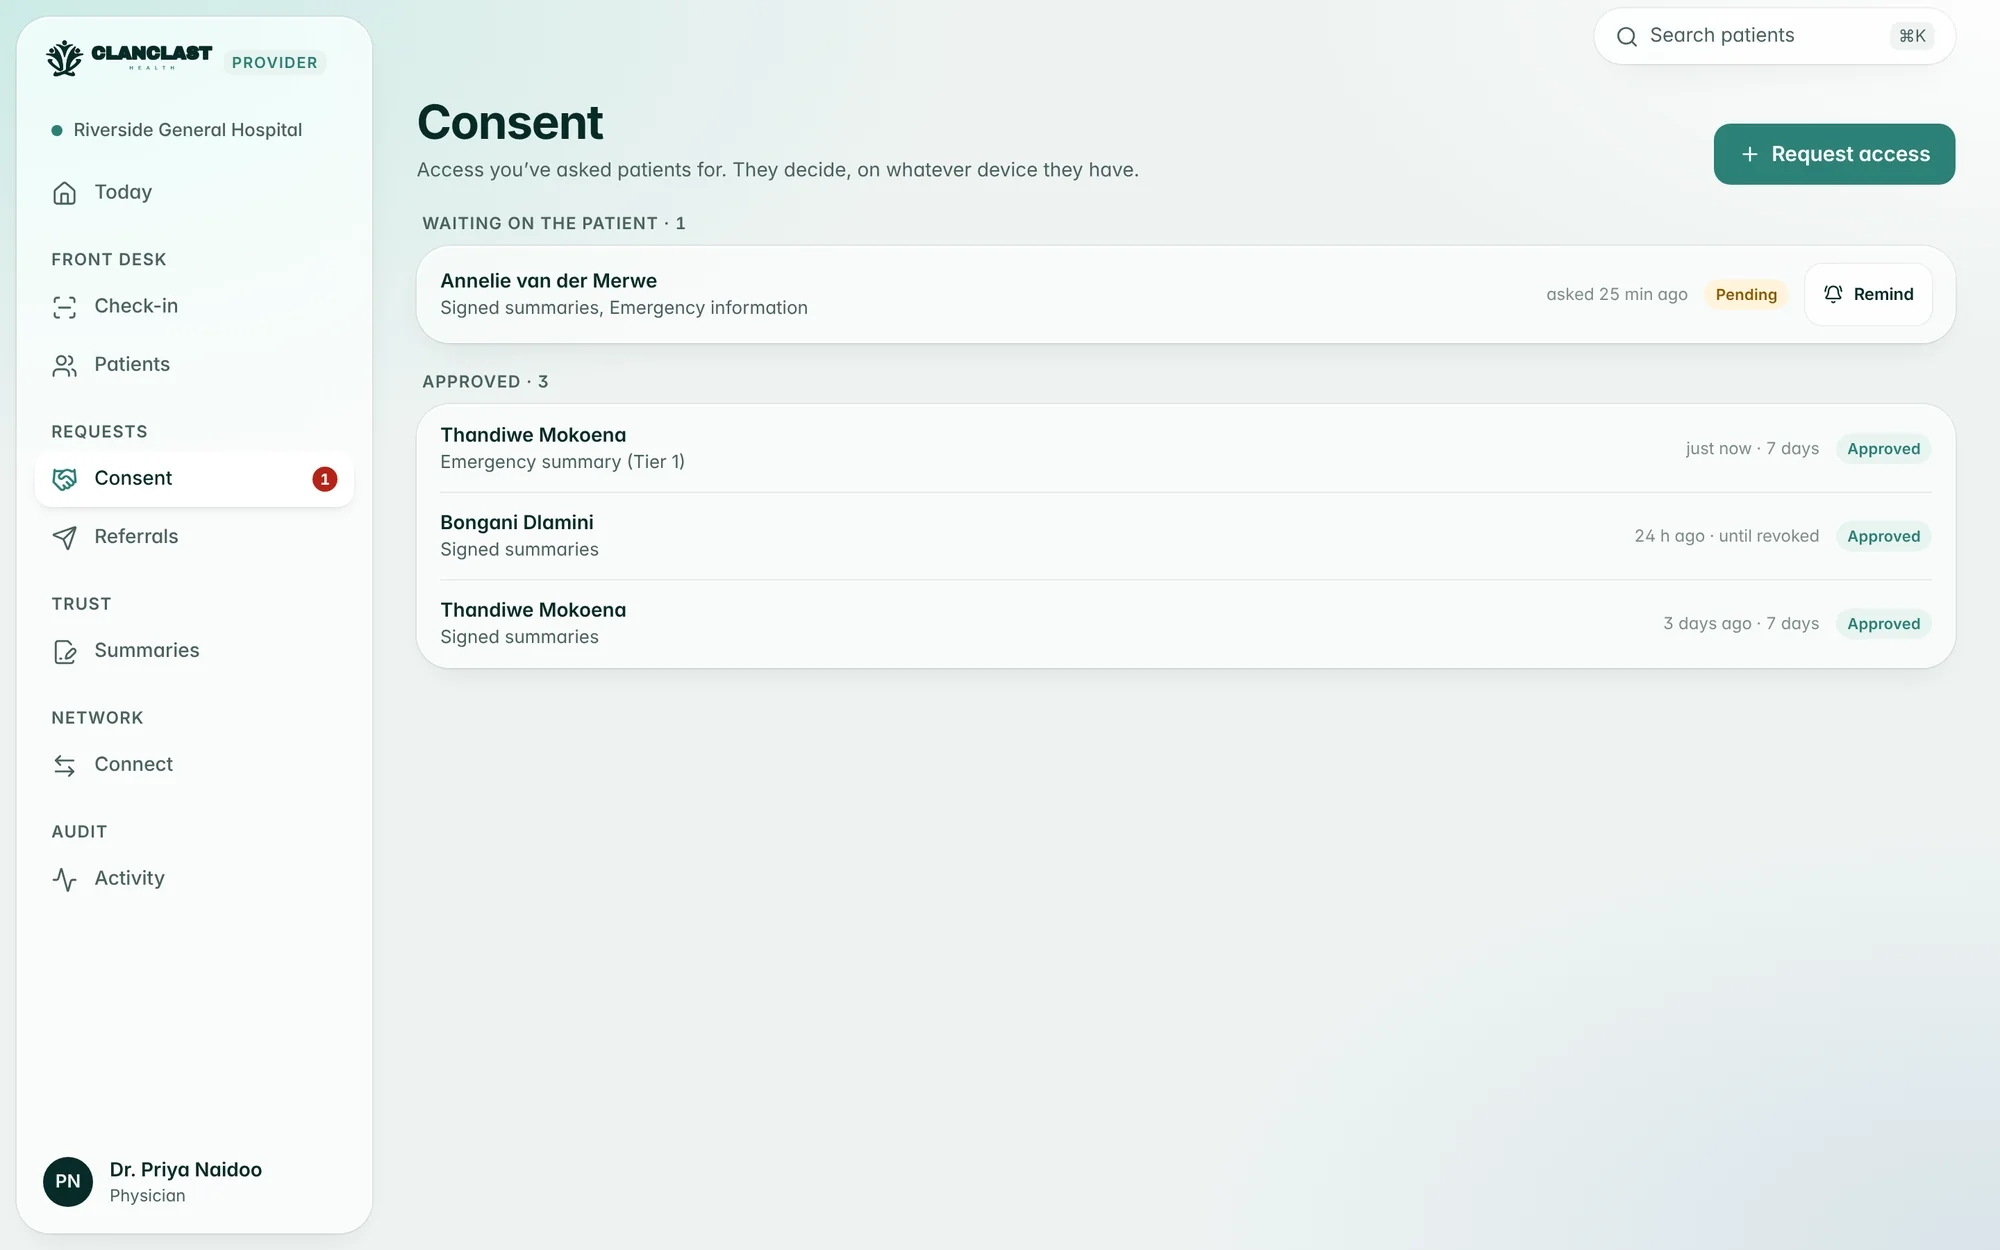 CLANCLAST
HEALTH
PROVIDER
Riverside General Hospital
Today
FRONT DESK
Check-in
Patients
REQUESTS
Consent
1
Referrals
TRUST
Summaries
NETWORK
Connect
AUDIT
Activity
PN
Dr. Priya Naidoo
Physician
Search patients
⌘K
Consent
Access you’ve asked patients for. They decide, on whatever device they have.
+ Request access
WAITING ON THE PATIENT · 1
Annelie van der Merwe
Signed summaries, Emergency information
asked 25 min ago
Pending
Remind
APPROVED · 3
Thandiwe Mokoena
Emergency summary (Tier 1)
just now · 7 days
Approved
Bongani Dlamini
Signed summaries
24 h ago · until revoked
Approved
Thandiwe Mokoena
Signed summaries
3 days ago · 7 days
Approved